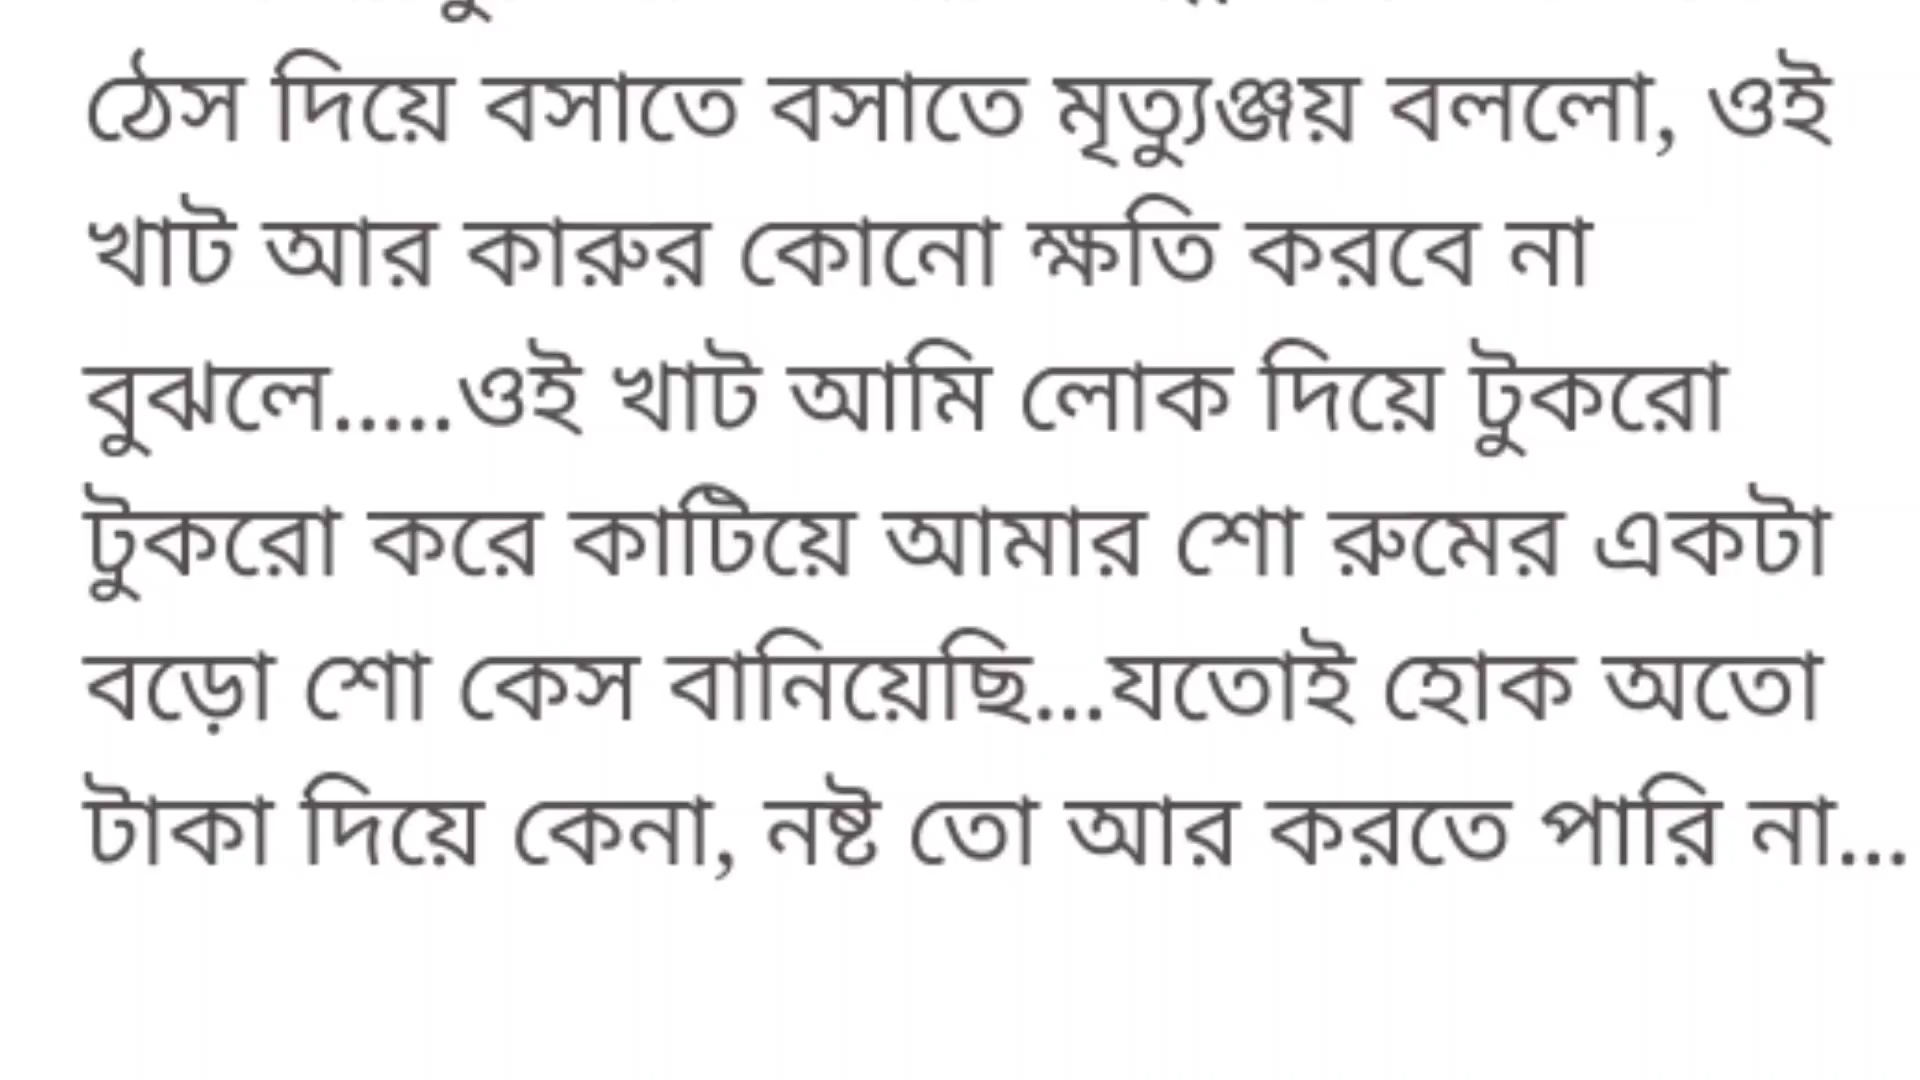 ঠেস দিয়ে বসাতে বসাতে মৃত্যুঞ্জয় বললো, ওই
খাট আর কারুর কোনো ক্ষতি করবে না
বুঝলে.....ওই খাট আমি লোক দিয়ে টুকরো
টুকরো করে কাটিয়ে আমার শো রুমের একটা
বড়ো শো কেস বানিয়েছি...যতোই হোক অতো
টাকা দিয়ে কেনা, নষ্ট তো আর করতে পারি না...